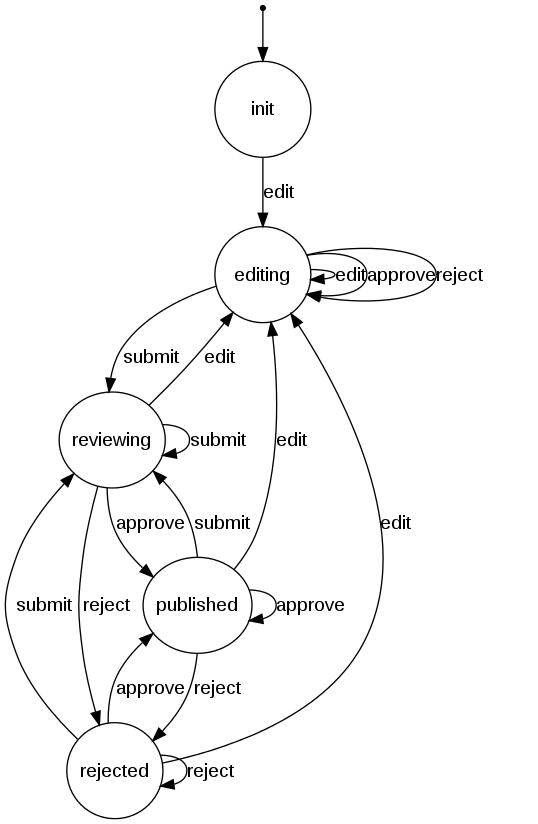 init
edit
editing
edit
approve
reject
submit
edit
reviewing
submit
edit
edit
approve
submit
submit
reject
published
approve
approve
reject
rejected
reject